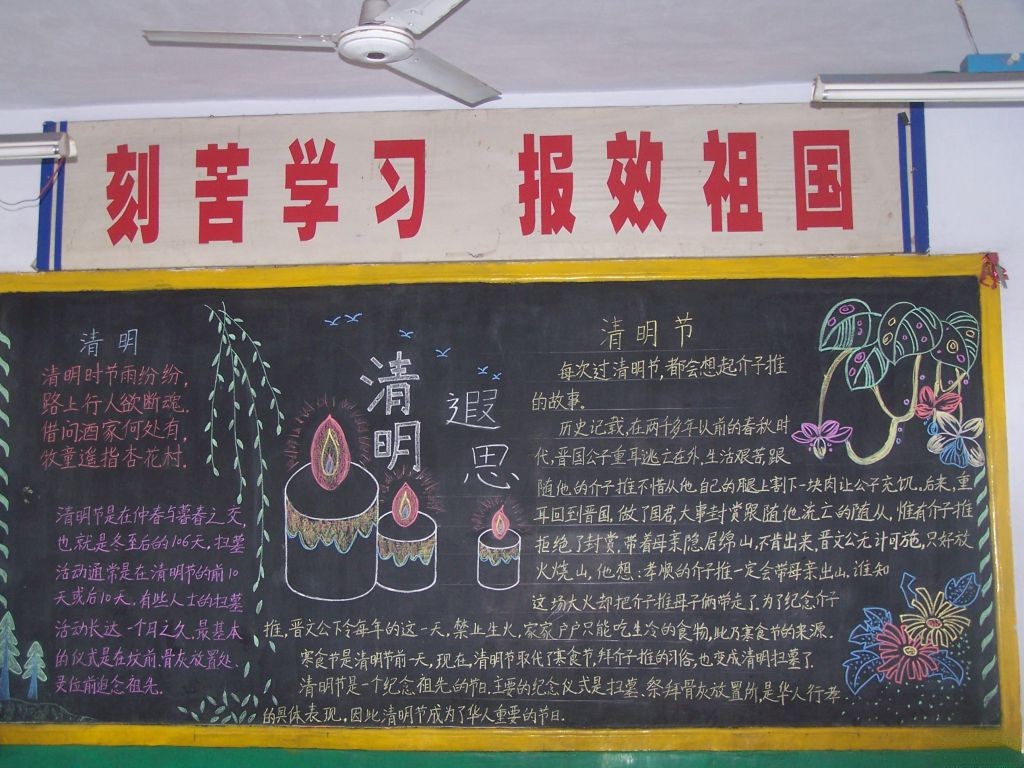 刻苦学习 报效祖国
清明
清明时节雨纷纷,
路上行人欲断魂.
借问酒家何处有,
牧童遥指杏花村.
清明节是在仲春与暮春之交,
也就是冬至后的106天,扫墓
活动通常是在清明节的前10
天或后10天,有些人士的扫墓
活动长达一个月之久,最基本
的仪式是在坟前.骨灰放置处.
灵位前追念祖先.
清明
遐思
清明节
每次过清明节,都会想起介子推
的故事.
历史记载,在两千多年以前的春秋时
代,晋国公子重耳逃亡在外,生活艰苦,跟
随他的介子推不惜从他自己的腿上割下一块肉让公子充饥.后来,重
耳回到晋国,做了国君,大事封赏跟随他流亡的随从,惟有介子推
拒绝了封赏,带着母亲隐居绵山,不肯出来,晋文公无计可施,只好放
火烧山,他想:孝顺的介子推一定会带母亲出山.谁知
这场大火却把介子推母子俩带走了,为了纪念介子
推,晋文公下令每年的这一天,禁止生火,家家户户只能吃生冷的食物,此乃寒食节的来源.
寒食节是清明节前一天,现在,清明节取代了寒食节,拜介子推的习俗,也变成清明扫墓了.
清明节是一个纪念祖先的节日.主要的纪念仪式是扫墓.祭拜骨灰放置所,是华人行孝
的具体表现,因此清明节成为了华人重要的节日.